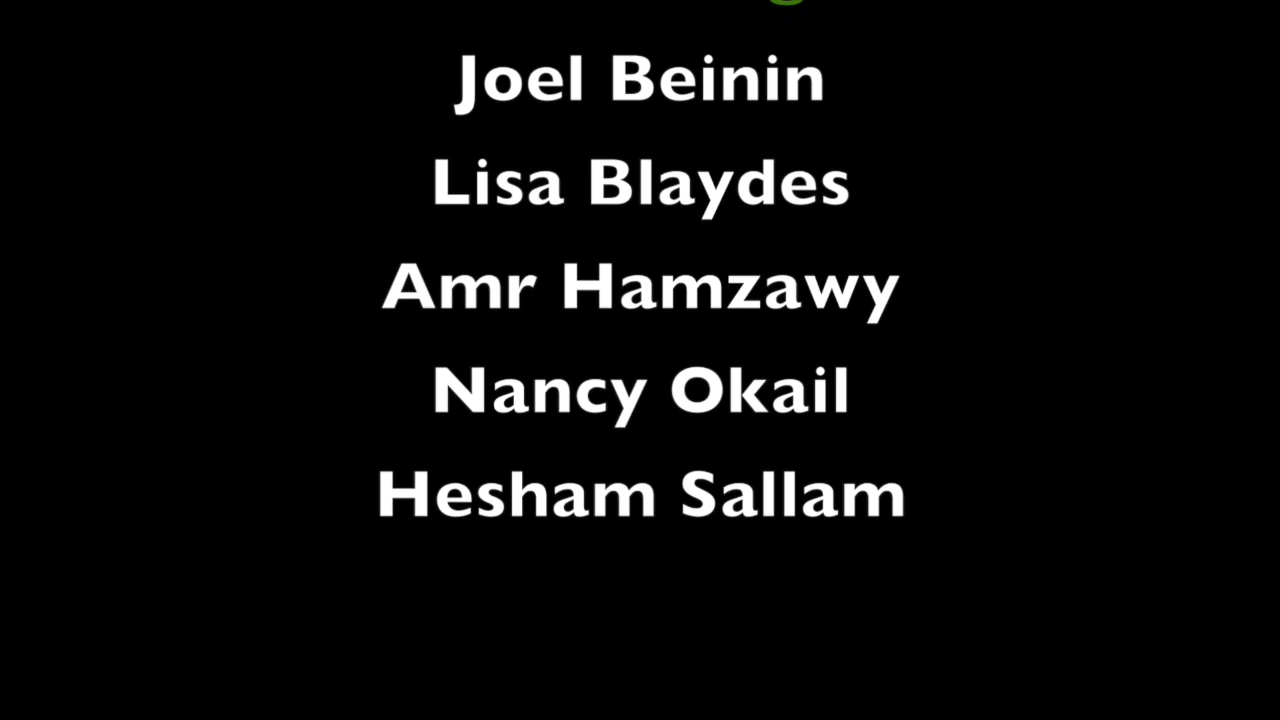 Joel Beinin
Lisa Blaydes
Amr Hamzawy
Nancy Okail
Hesham Sallam